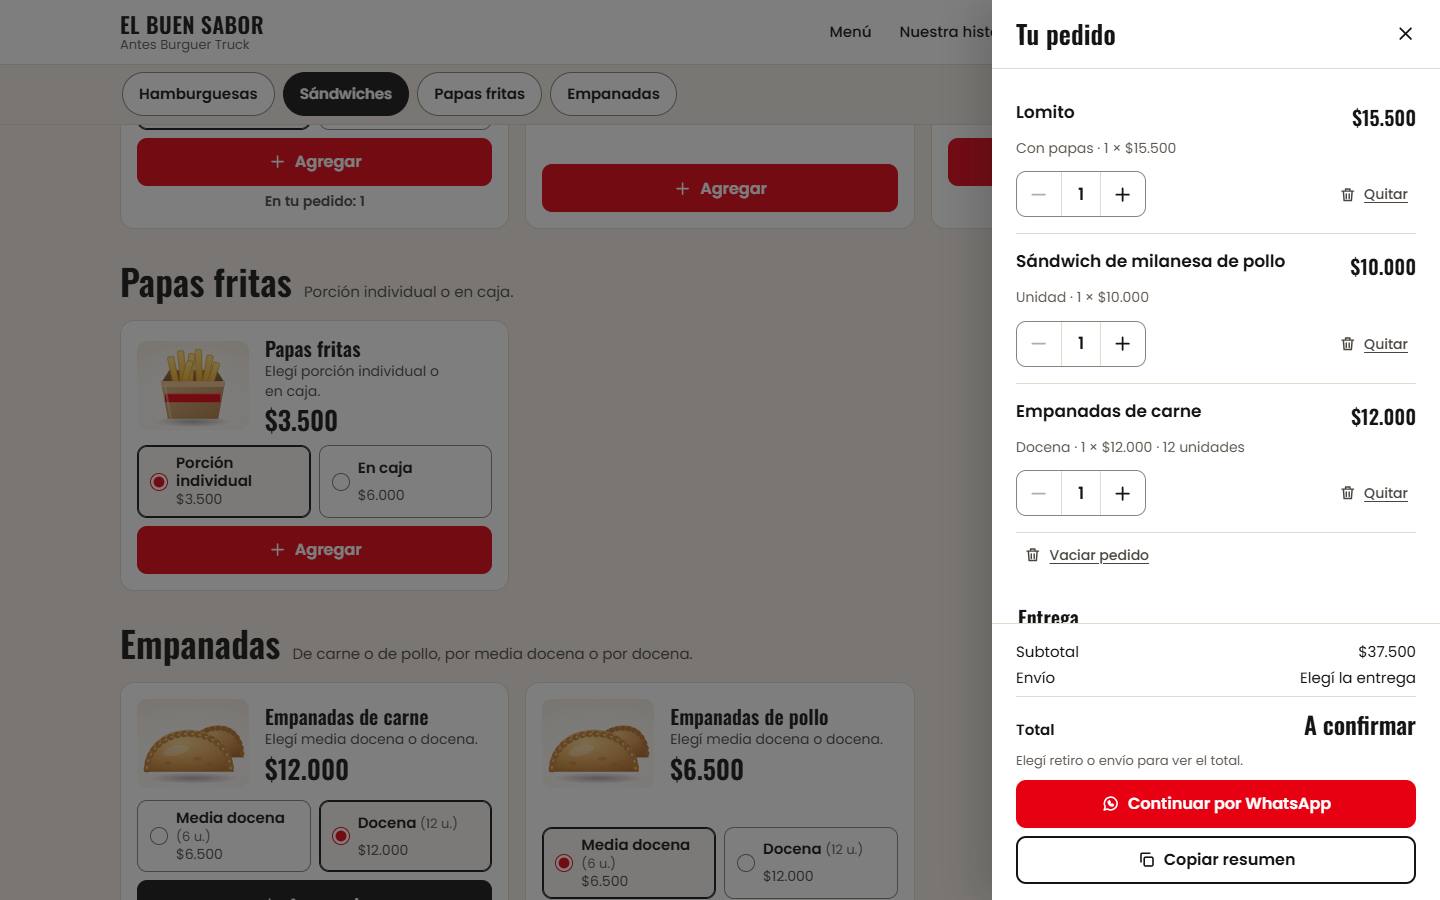 EL BUEN SABOR
Antes Burguer Truck
Menú
Nuestra
Hamburguesas
Sándwiches
Papas fritas
Empanadas
Agregar
En tu pedido: 1
Agregar
Papas fritas
Porción individual o en caja.
Papas fritas
Elegí porción individual o
en caja.
$3.500
Porción
individual
$3.500
En caja
$6.000
Agregar
Empanadas
De carne o de pollo, por media docena o por docena.
Empanadas de carne
Elegí media docena o docena.
$12.000
Media docena
(6 u.)
$6.500
Docena (12 u.)
$12.000
Empanadas de pollo
Elegí media docena o docena.
$6.500
Media docena
(6 u.)
$6.500
Docena (12 u.)
$12.000
Tu pedido
Lomito
$15.500
Con papas · 1 × $15.500
1
Quitar
Sándwich de milanesa de pollo
$10.000
Unidad · 1 × $10.000
1
Quitar
Empanadas de carne
$12.000
Docena · 1 × $12.000 · 12 unidades
1
Quitar
Vaciar pedido
Entrega
Subtotal
$37.500
Envío
Elegí la entrega
Total
A confirmar
Elegí retiro o envío para ver el total.
Continuar por WhatsApp
Copiar resumen